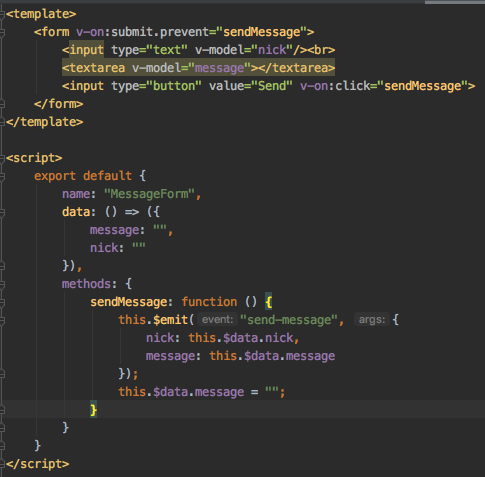 <template>
    <form v-on:submit.prevent="sendMessage">
        <input type="text" v-model="nick"/><br>
        <textarea v-model="message"></textarea>
        <input type="button" value="Send" v-on:click="sendMessage">
    </form>
</template>

<script>
    export default {
        name: "MessageForm",
        data: () => ({
            message: "",
            nick: ""
        }),
        methods: {
            sendMessage: function () {
                this.$emit( event: "send-message", args: {
                    nick: this.$data.nick,
                    message: this.$data.message
                });
                this.$data.message = "";
            }
        }
    }
</script>